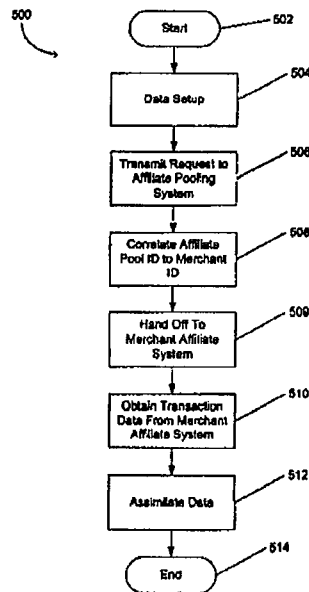 500
Start
502
Data Setup
504
Transmit Request to
Affiliate Pooling
System
506
Correlate Affiliate
Pool ID to Merchant
ID
508
Hand Off To
Merchant Affiliate
System
509
Obtain Transaction
Data From Merchant
Affiliate System
510
Assimilate Data
512
End
514